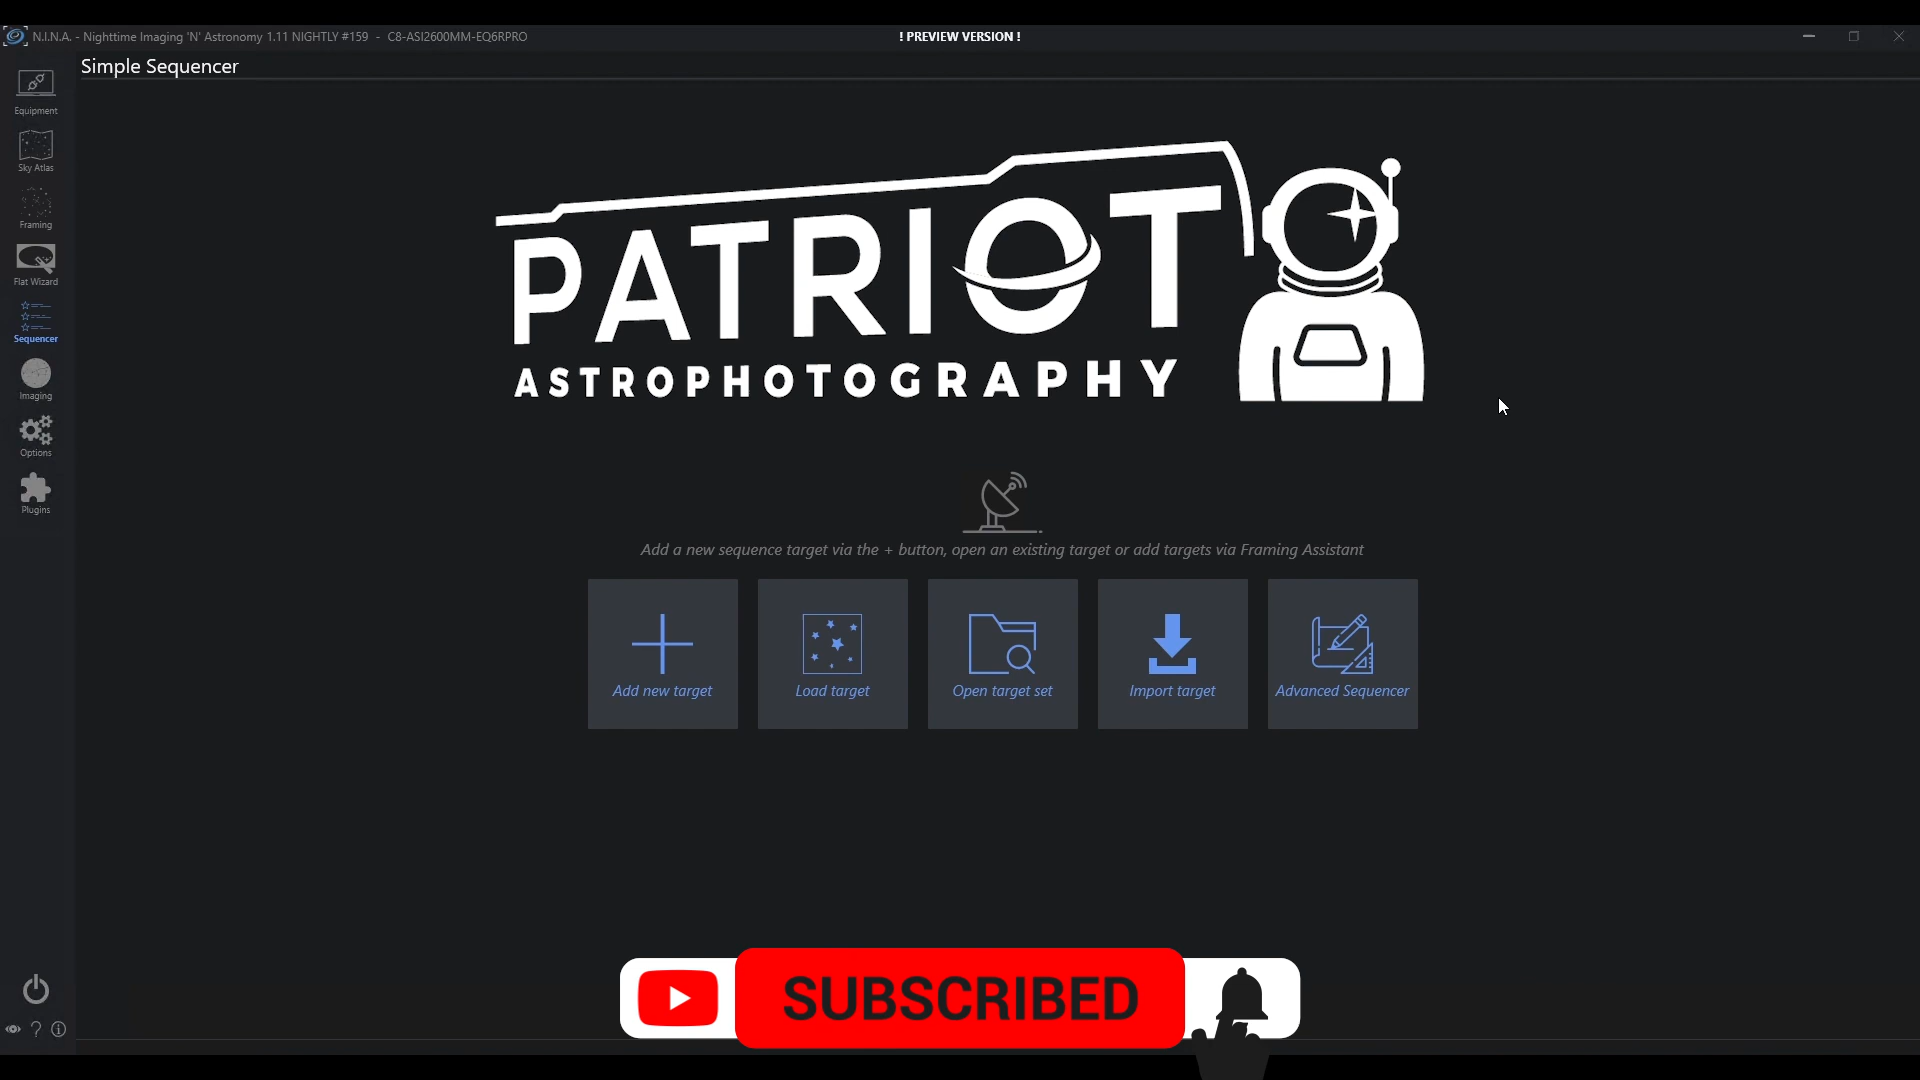 N.I.N.A. - Nighttime Imaging 'N' Astronomy 1.11 NIGHTLY #159 - C8-ASI2600MM-EQ6RPRO
! PREVIEW VERSION !
Simple Sequencer
Equipment
Sky Atlas
Framing
Flat Wizard
Sequencer
Imaging
Options
Plugins
PATRIOT
ASTROPHOTOGRAPHY
Add a new sequence target via the + button, open an existing target or add targets via Framing Assistant
Add new target
Load target
Open target set
Import target
Advanced Sequencer
SUBSCRIBED